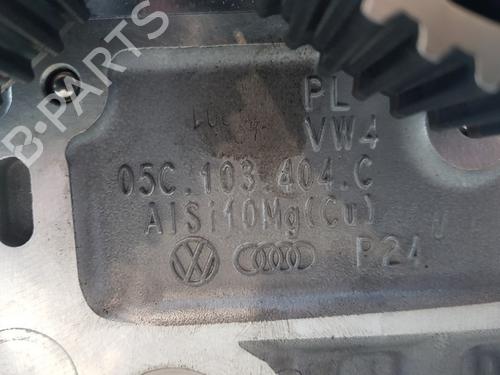 B-PARTS
PL
VW4
05C.103.404.C
AlSi10Mg(Cu)
P24